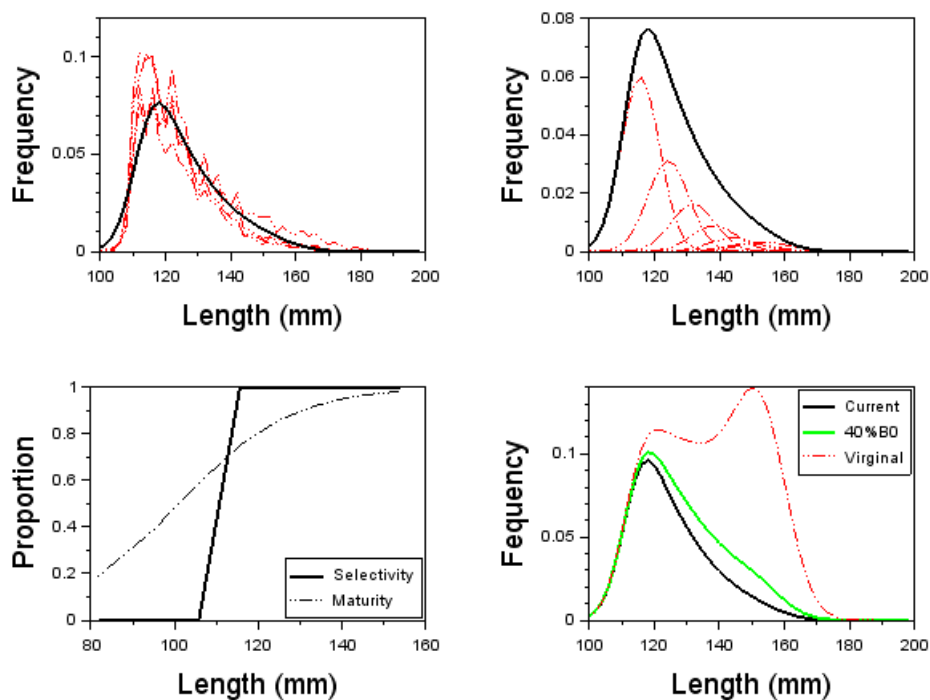 0.1
0.05
0
100 120 140 160 180 200
Frequency
Length (mm)
0.08
0.06
0.04
0.02
0
100 120 140 160 180 200
Frequency
Length (mm)
1
0.8
0.6
0.4
0.2
0
80 100 120 140 160
Proportion
Length (mm)
Selectivity
Maturity
0.1
0.05
0
100 120 140 160 180 200
Fequency
Length (mm)
Current
40%B0
Virginal